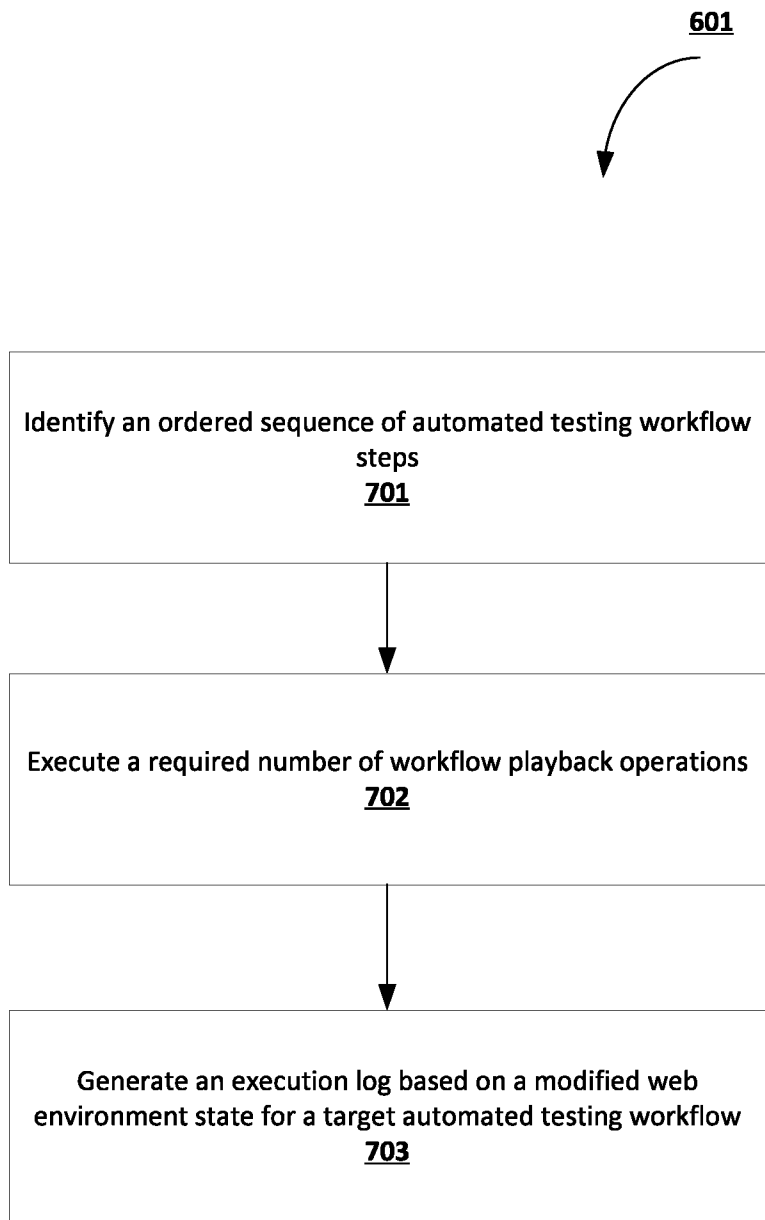 601
Identify an ordered sequence of automated testing workflow
steps
701
Execute a required number of workflow playback operations
702
Generate an execution log based on a modified web
environment state for a target automated testing workflow
703